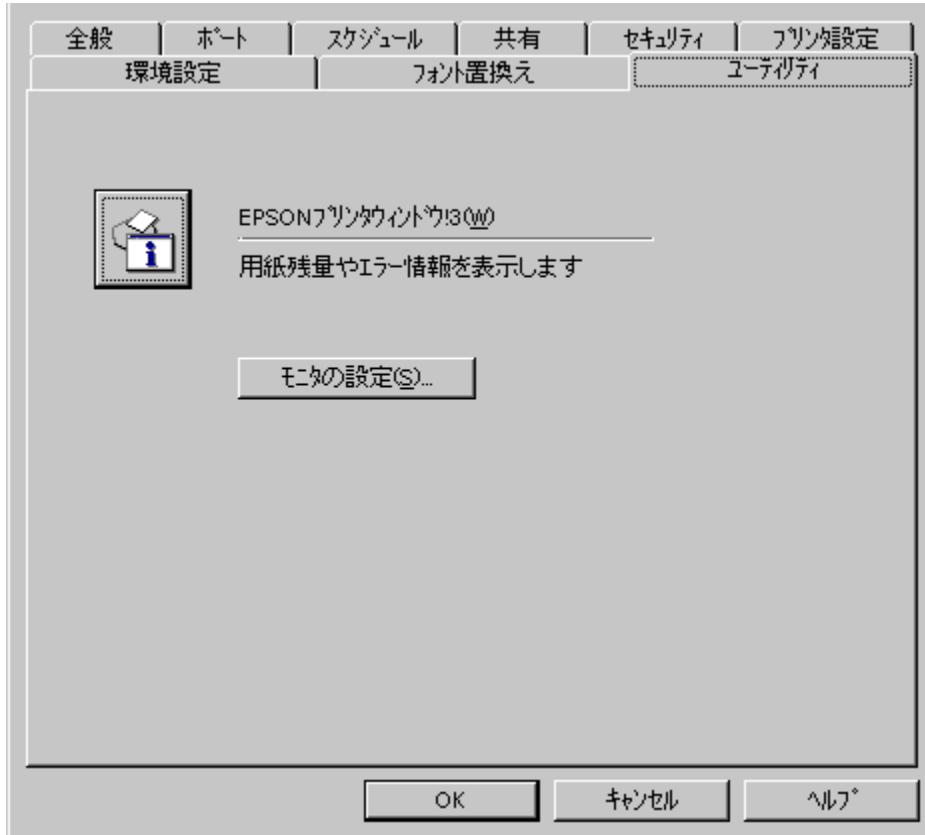 全般 ﾎﾟｰﾄ ｽｹｼﾞｭｰﾙ 共有 ｾｷｭﾘﾃｨ ﾌﾟﾘﾝﾀ設定
環境設定 ﾌｫﾝﾄ置換え ﾕｰﾃｨﾘﾃｨ
EPSONﾌﾟﾘﾝﾀｳｨﾝﾄﾞｳ!3(W)
用紙残量やｴﾗｰ情報を表示します
ﾓﾆﾀの設定(S)...
OK ｷｬﾝｾﾙ ﾍﾙﾌﾟ